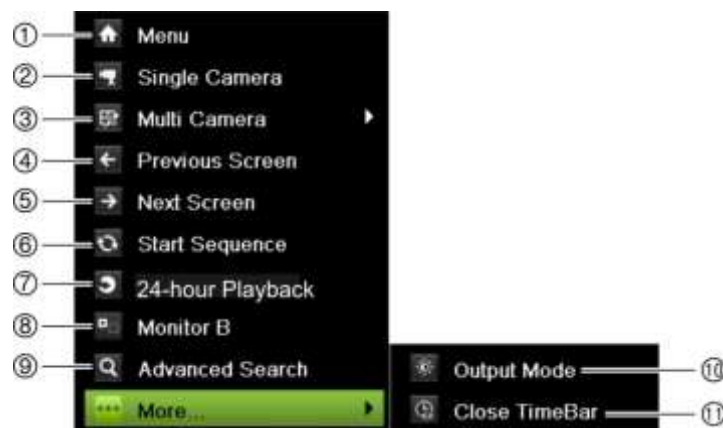 ① Menu
② Single Camera
③ Multi Camera
④ Previous Screen
⑤ Next Screen
⑥ Start Sequence
⑦ 24-hour Playback
⑧ Monitor B
⑨ Advanced Search
More...
Output Mode ⑩
Close TimeBar ⑪